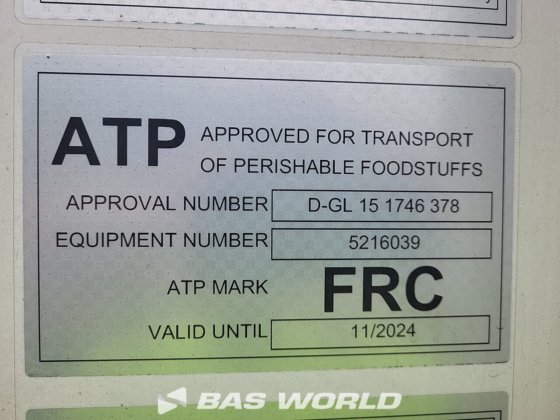 ATP APPROVED FOR TRANSPORT
OF PERISHABLE FOODSTUFFS
APPROVAL NUMBER D-GL 15 1746 378
EQUIPMENT NUMBER 5216039
ATP MARK FRC
VALID UNTIL 11/2024
BAS WORLD